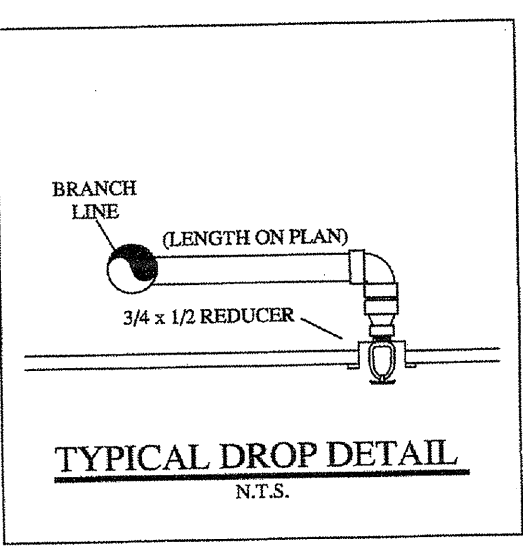 BRANCH
LINE
(LENGTH ON PLAN)
3/4 x 1/2 REDUCER
TYPICAL DROP DETAIL
N.T.S.